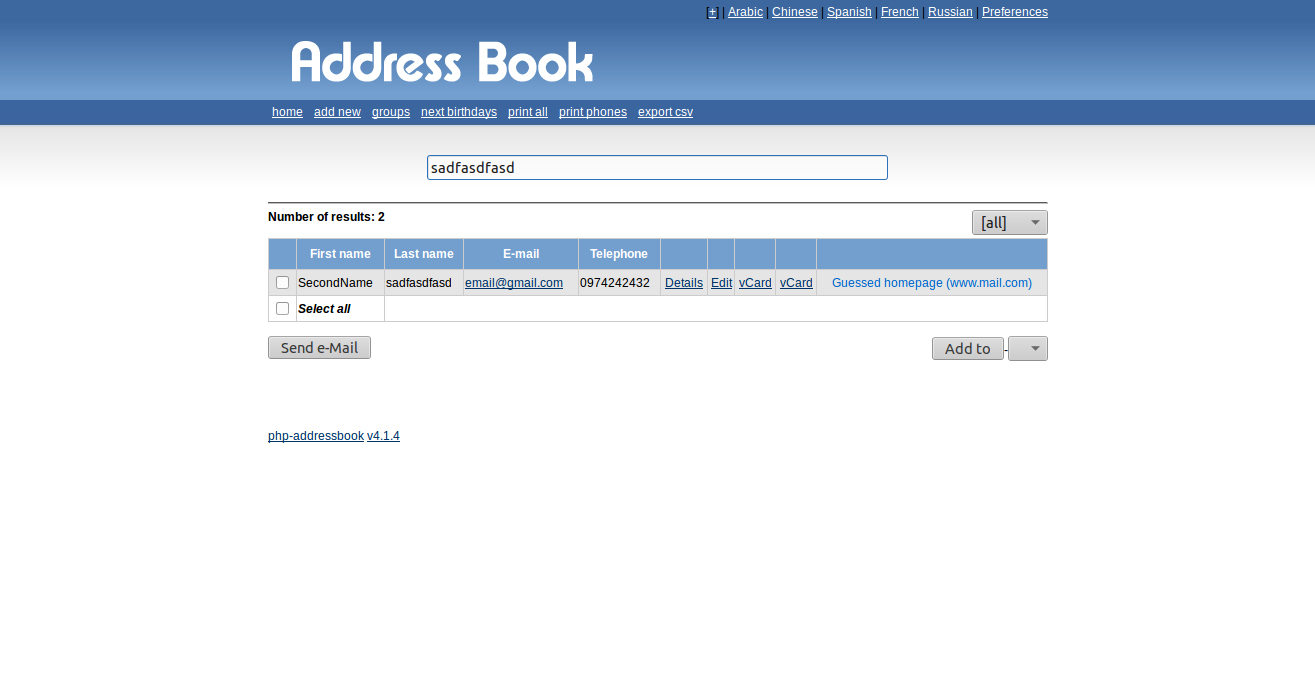 [+] | Arabic | Chinese | Spanish | French | Russian | Preferences
Address Book
home add new groups next birthdays print all print phones export csv
sadfasdfasd
Number of results: 2
[all]
First name Last name E-mail Telephone
SecondName sadfasdfasd email@gmail.com 0974242432 Details Edit vCard vCard Guessed homepage (www.mail.com)
Select all
Send e-Mail Add to -
php-addressbook v4.1.4